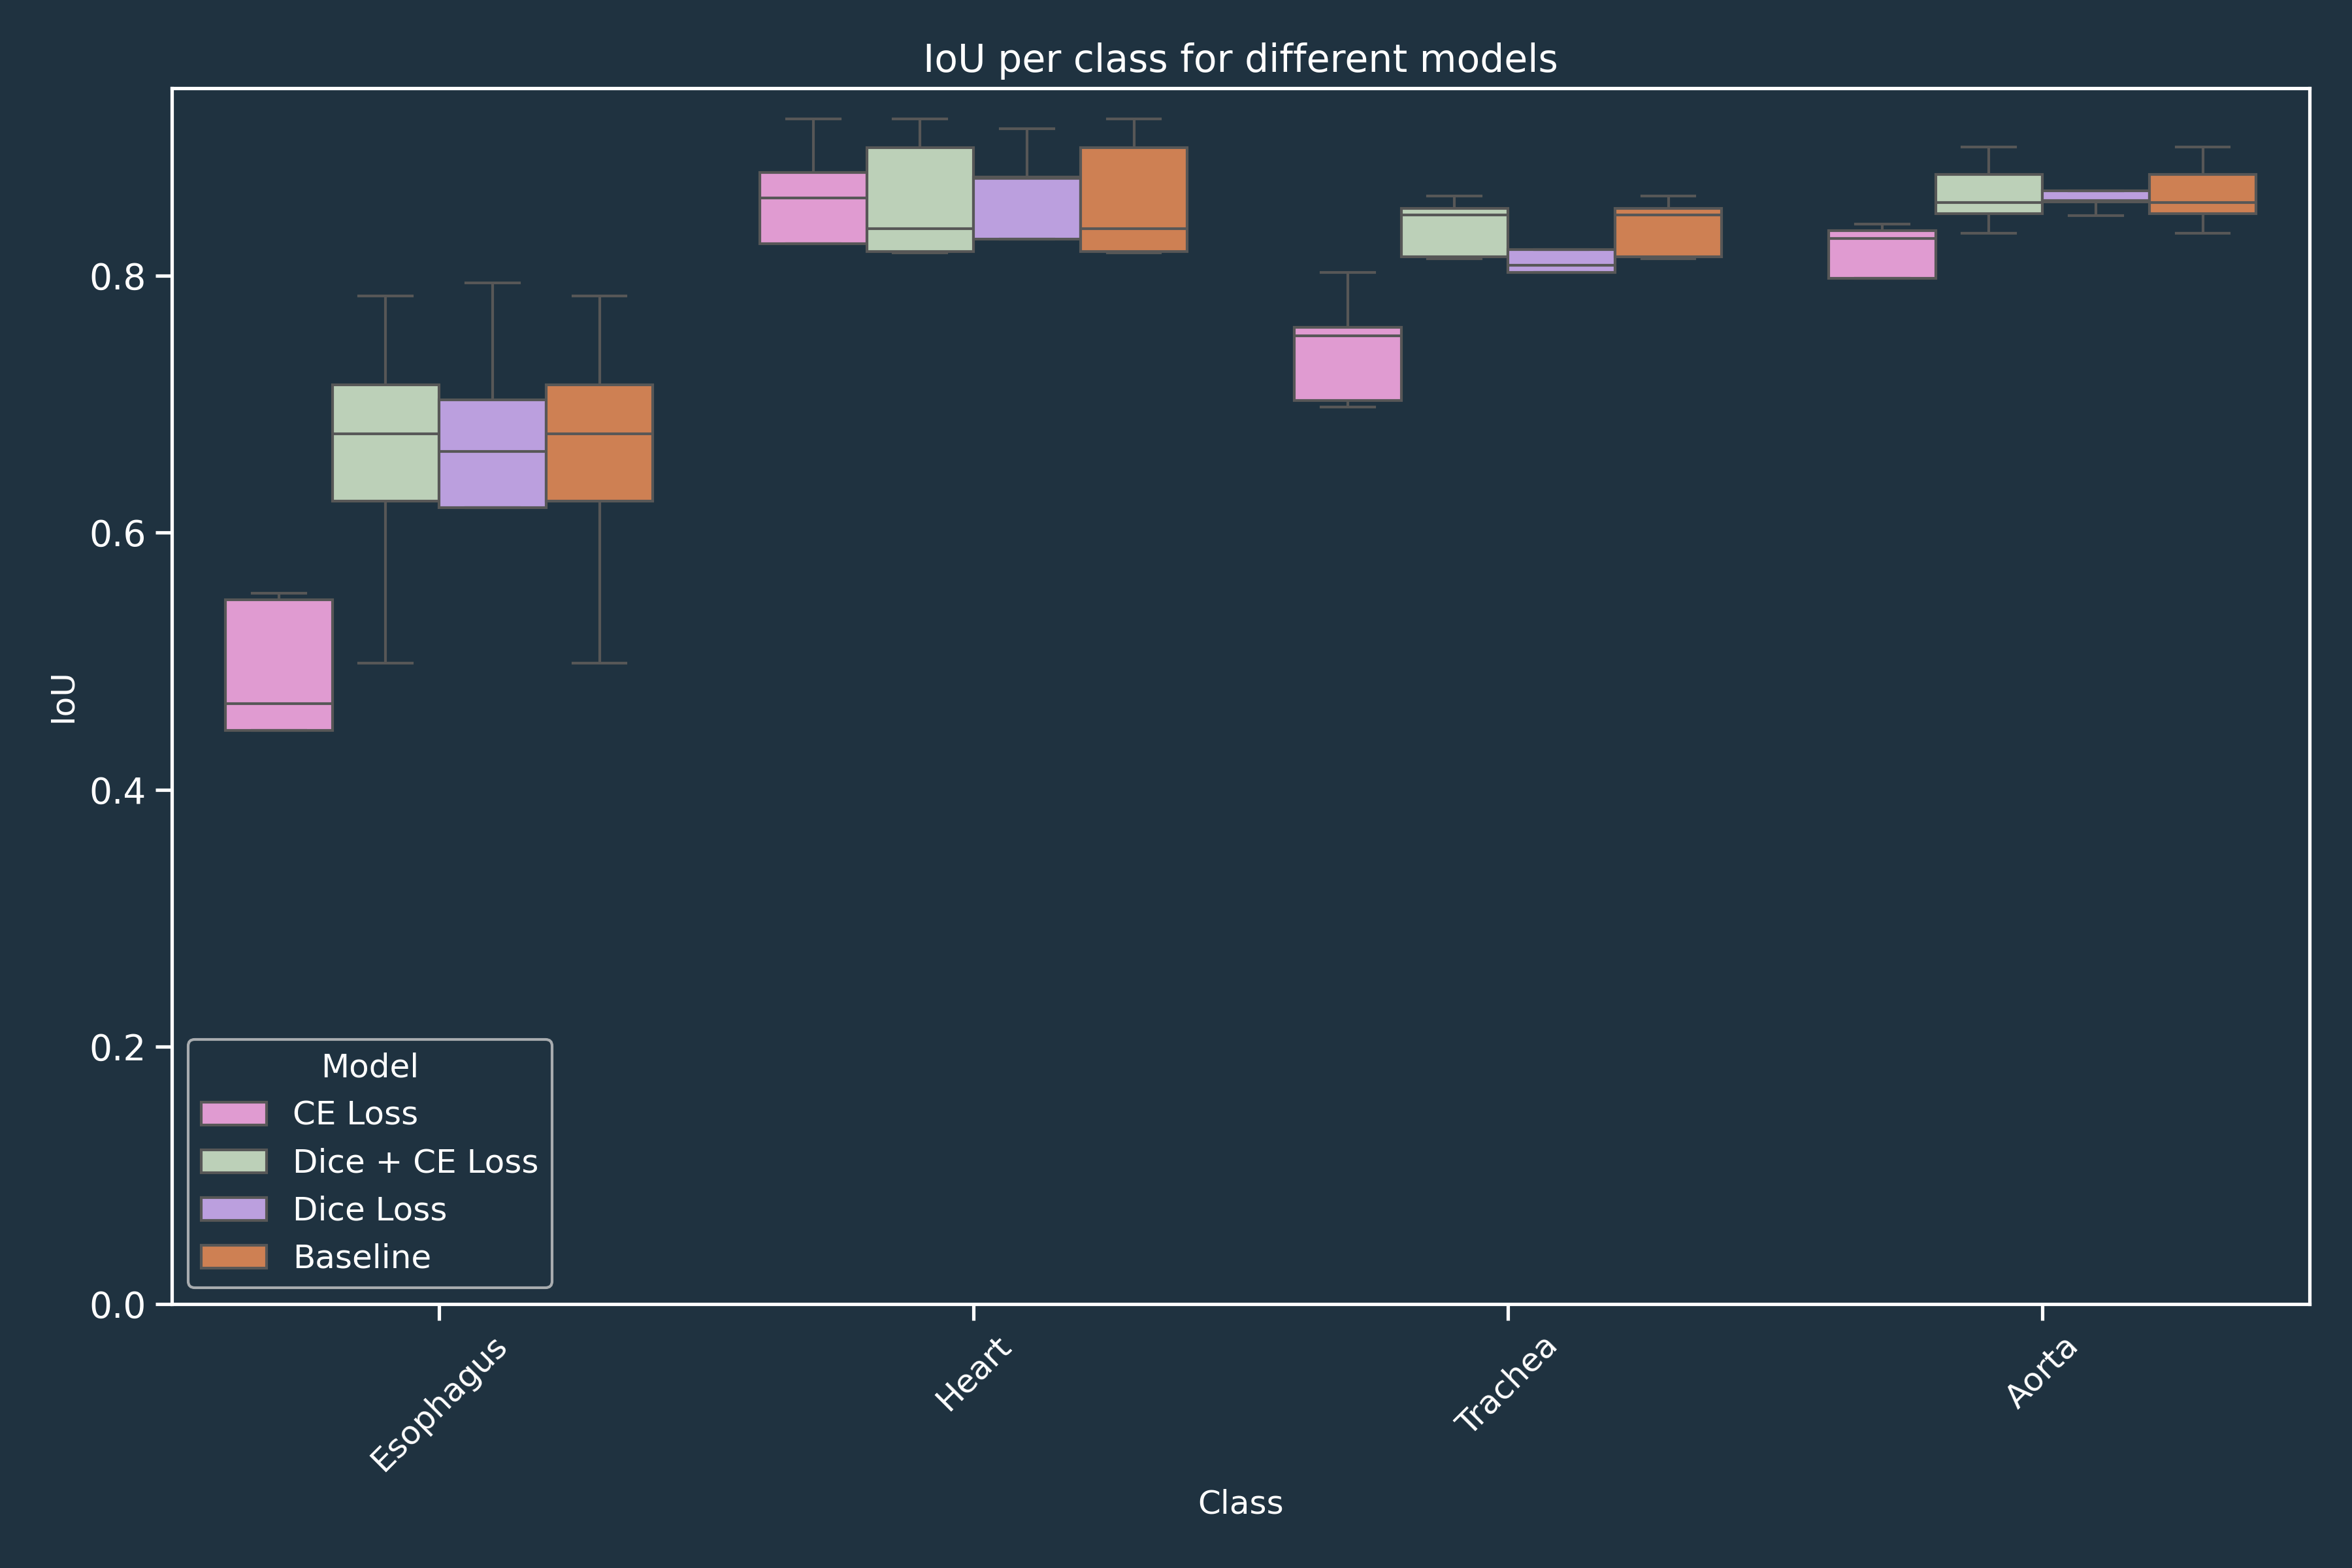 IoU per class for different models
IoU
0.8
0.6
0.4
0.2
0.0
Model
CE Loss
Dice + CE Loss
Dice Loss
Baseline
Esophagus
Heart
Trachea
Aorta
Class